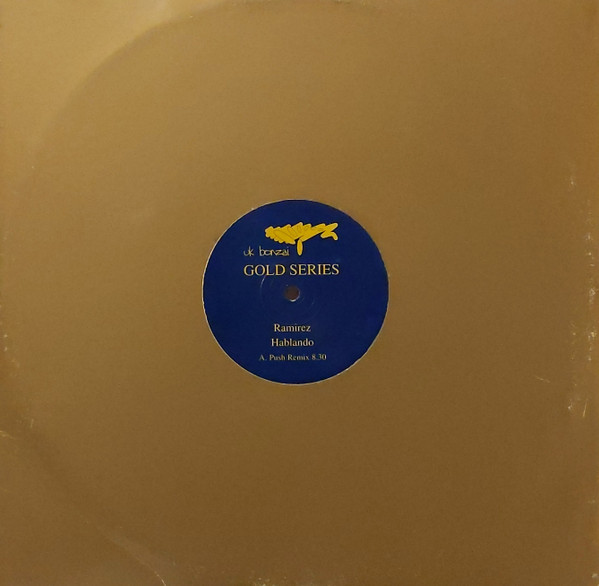 uk bonzai
GOLD SERIES
Ramirez
Hablando
A. Push Remix 8.30